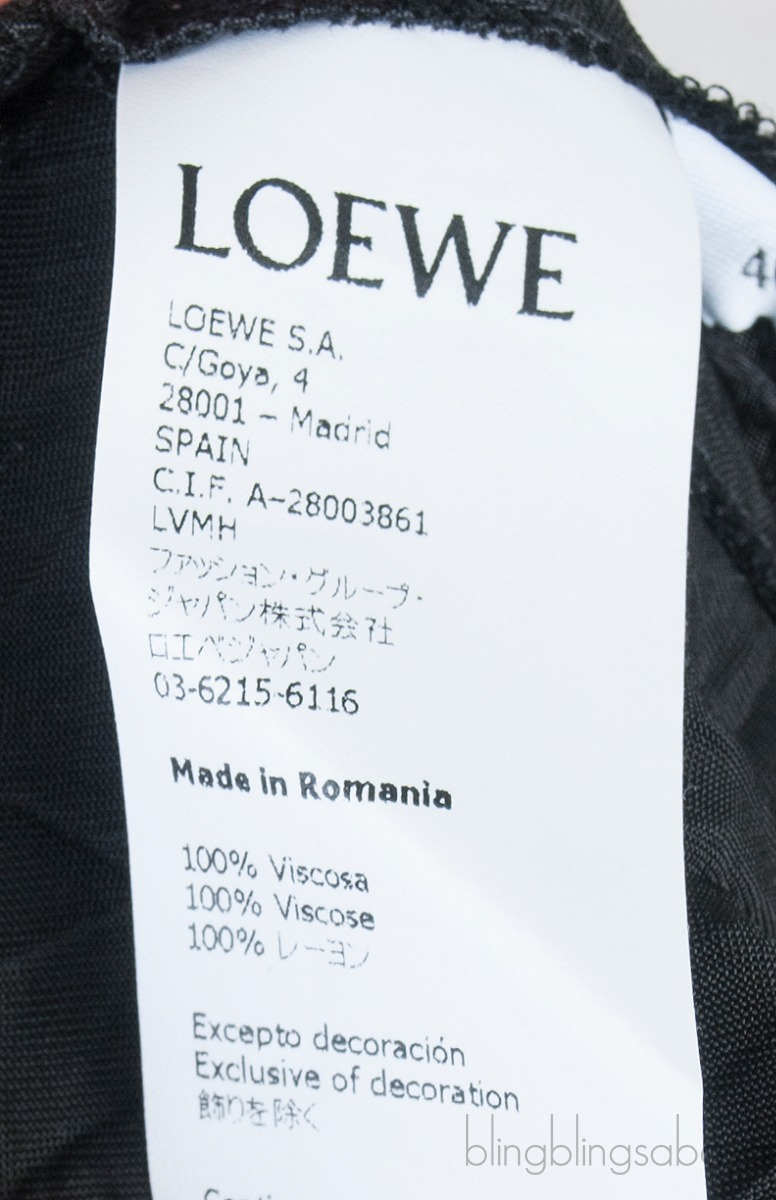 LOEWE
LOEWE S.A.
C/Goya, 4
28001 – Madrid
SPAIN
C.I.F. A-28003861
LVMH
ファッション・グループ・
ジャパン株式会社
ロエベジャパン
03-6215-6116
Made in Romania
100% Viscosa
100% Viscose
100% レーヨン
Excepto decoración
Exclusive of decoration
飾りを除く
blingblingsab